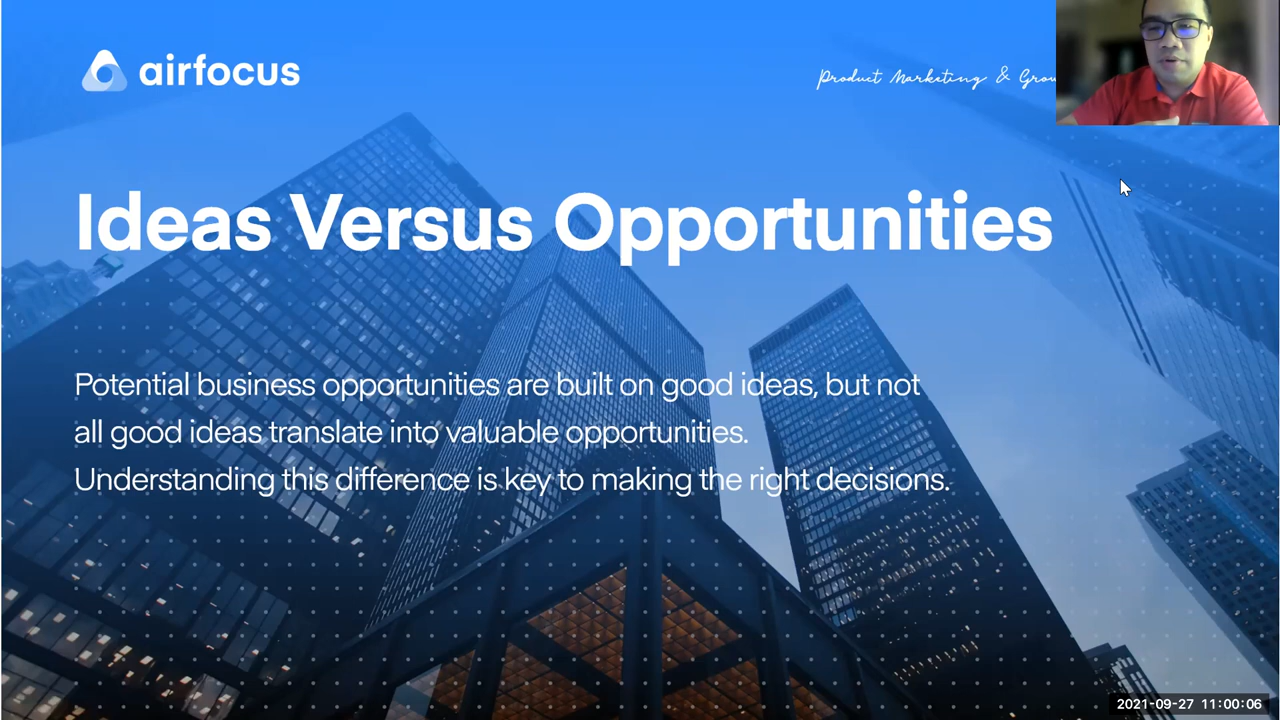 airfocus
Product Marketing &
Ideas Versus Opportunities
Potential business opportunities are built on good ideas, but not
all good ideas translate into valuable opportunities.
Understanding this difference is key to making the right decisions.
2021-09-27 11:00:06